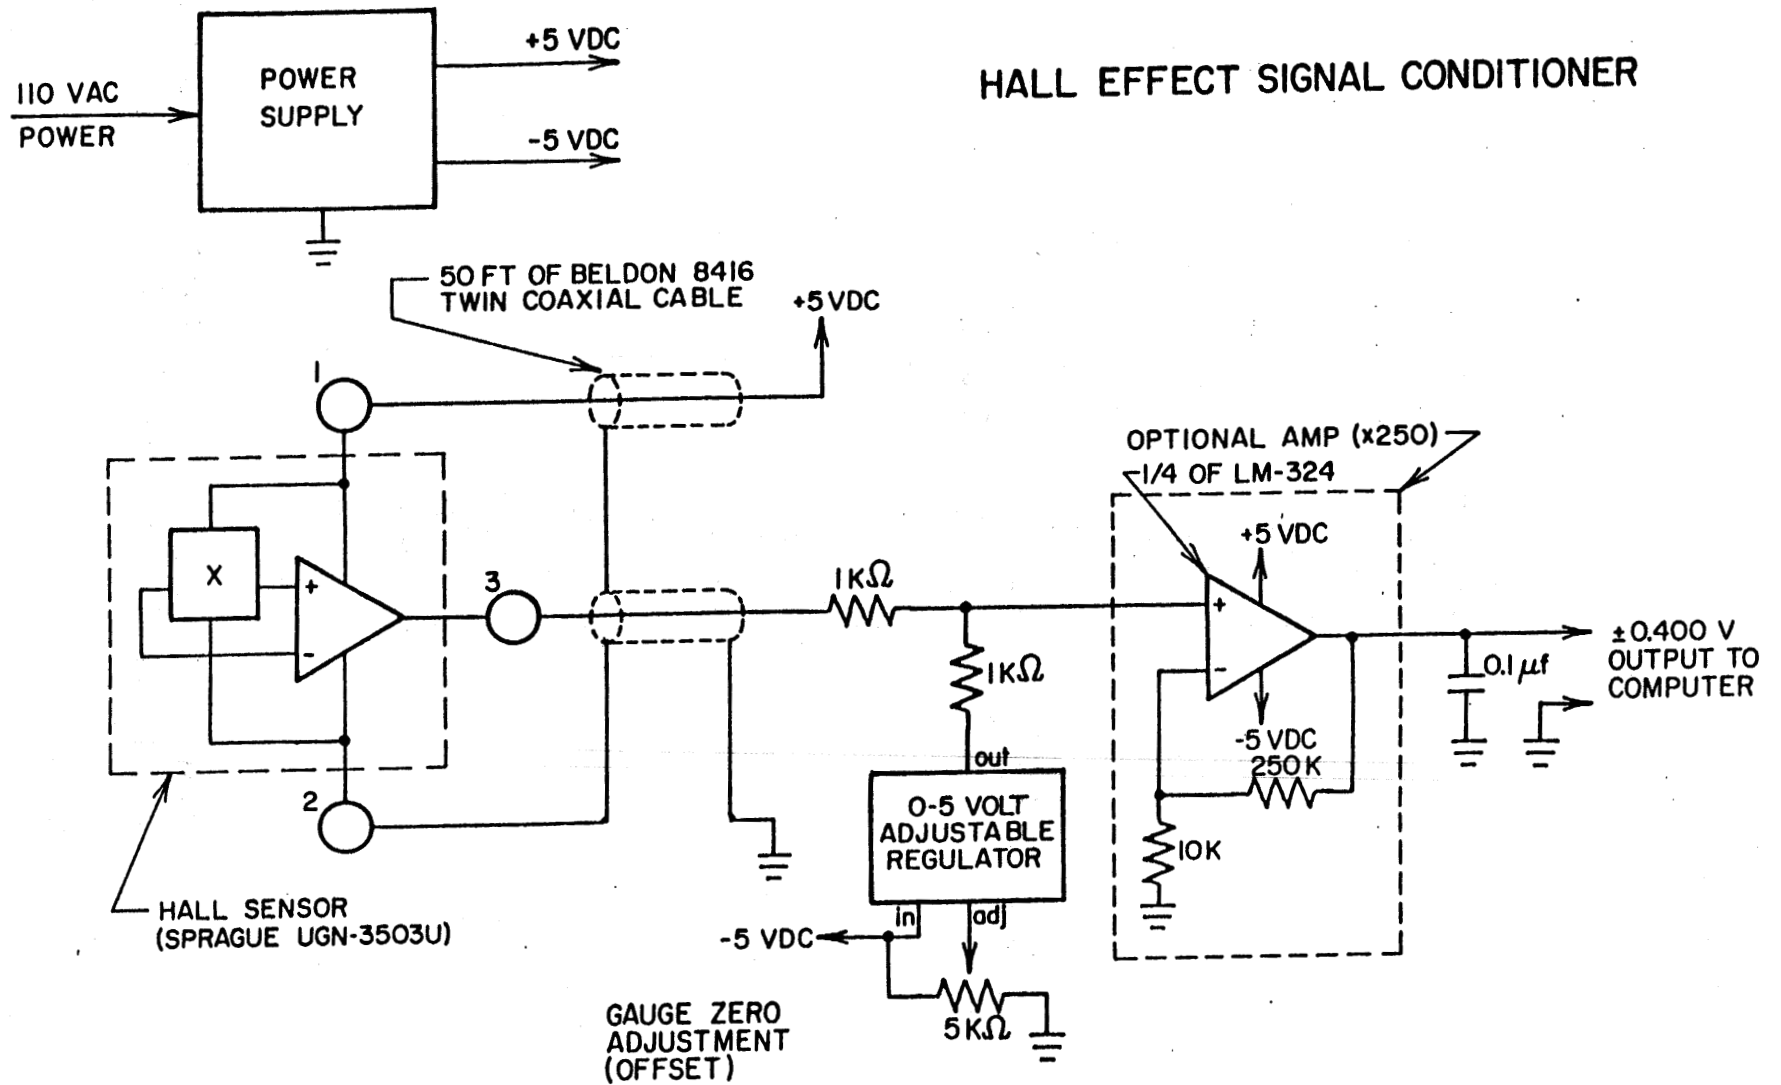 HALL EFFECT SIGNAL CONDITIONER
110 VAC
POWER
POWER
SUPPLY
+5 VDC
-5 VDC
50 FT OF BELDON 8416
TWIN COAXIAL CABLE
+5 VDC
1
X
+
-
3
2
HALL SENSOR
(SPRAGUE UGN-3503U)
1KΩ
1KΩ
out
0-5 VOLT
ADJUSTABLE
REGULATOR
in
adj
-5 VDC
5KΩ
GAUGE ZERO
ADJUSTMENT
(OFFSET)
OPTIONAL AMP (x250)
1/4 OF LM-324
+5 VDC
+
-
-5 VDC
250K
10K
0.1 µf
±0.400 V
OUTPUT TO
COMPUTER